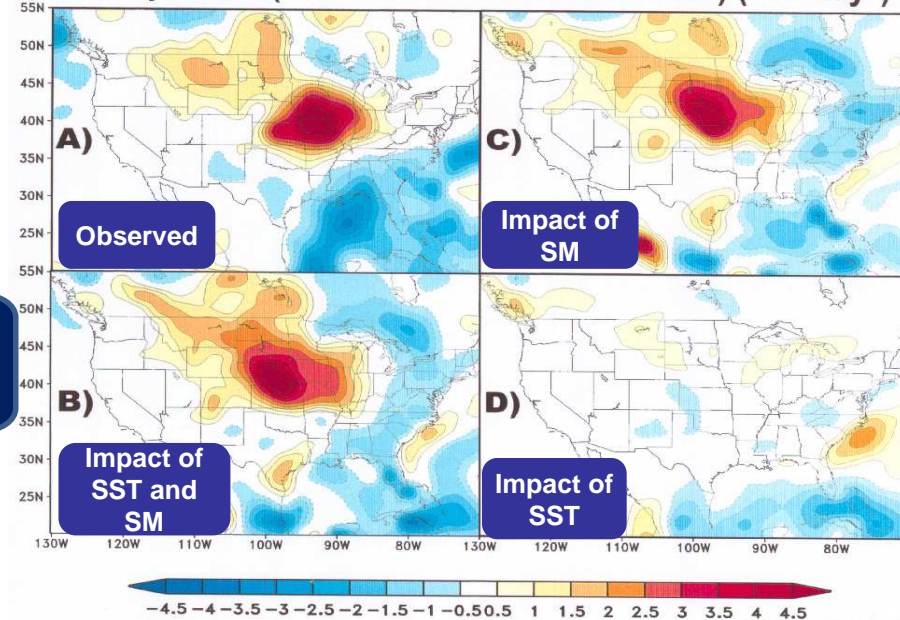 55N
50N
45N
40N
35N
30N
25N
A)
Observed
C)
Impact of
SM
55N
50N
45N
40N
35N
30N
25N
B)
Impact of
SST and
SM
D)
Impact of
SST
130W 120W 110W 100W 90W 80W 130W 120W 110W 100W 90W 80W
-4.5 -4 -3.5 -3 -2.5 -2 -1.5 -1 -0.5 0.5 1 1.5 2 2.5 3 3.5 4 4.5